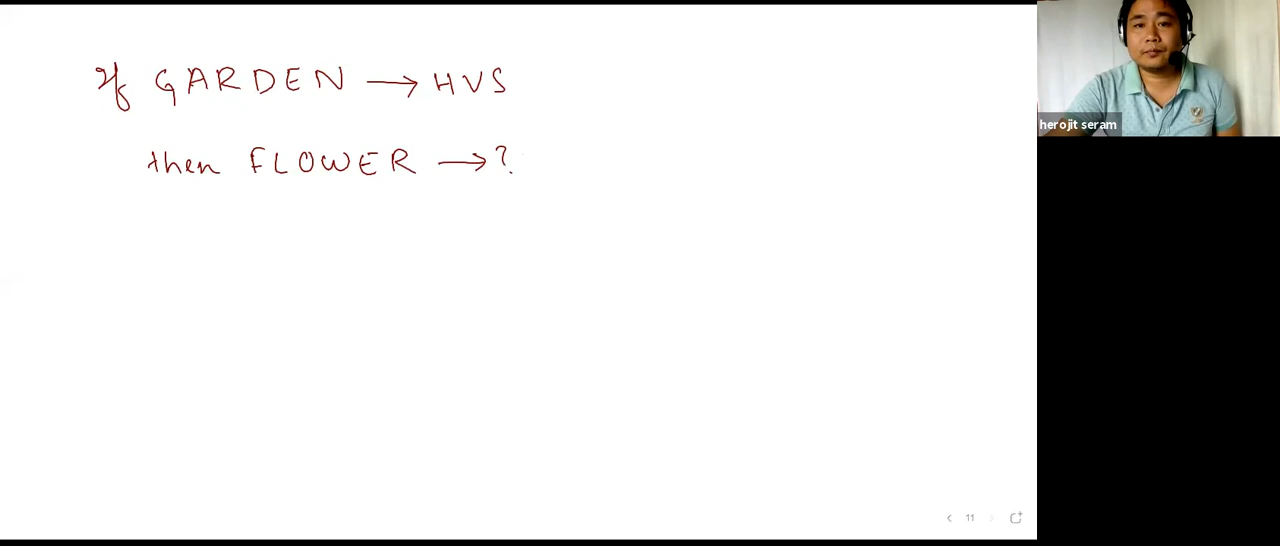 If GARDEN → HVS
then FLOWER → ?
herojit seram
11